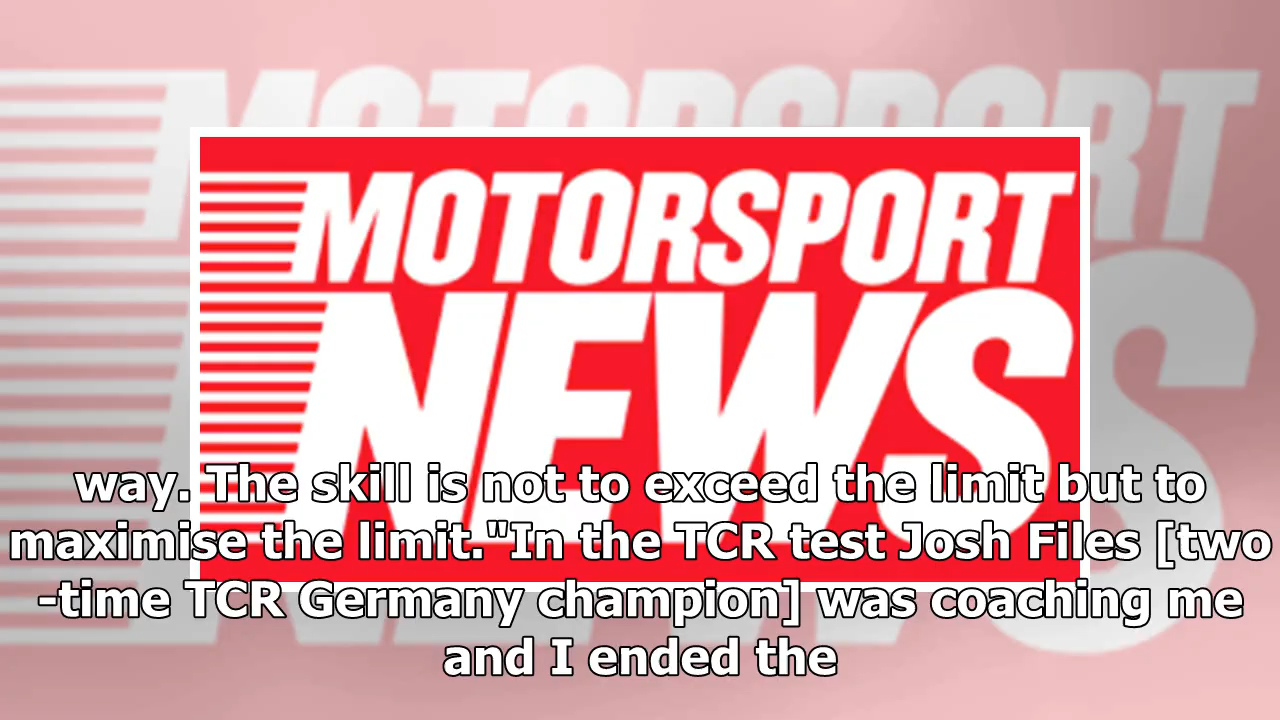 MOTORSPORT
MOTORSPORT
NEWS
way. The skill is not to exceed the limit but to
maximise the limit."In the TCR test Josh Files [two
-time TCR Germany champion] was coaching me
and I ended the